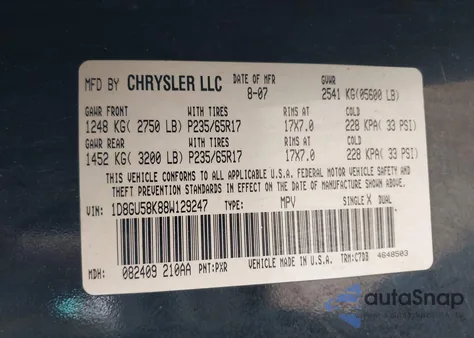 MFD BY CHRYSLER LLC DATE OF MFR GVWR
8-07 2541 KG(05600 LB)
GAWR FRONT WITH TIRES RIMS AT COLD
1248 KG( 2750 LB) P235/65R17 17X7.0 228 KPA( 33 PSI)
GAWR REAR WITH TIRES RIMS AT COLD
1452 KG( 3200 LB) P235/65R17 17X7.0 228 KPA( 33 PSI)
THIS VEHICLE CONFORMS TO ALL APPLICABLE U.S.A. FEDERAL MOTOR VEHICLE SAFETY AND
THEFT PREVENTION STANDARDS IN EFFECT ON THE DATE OF MANUFACTURE SHOWN ABOVE.
VIN: 1D8GU58K88W129247 TYPE: MPV SINGLE X DUAL
MDH: 082409 210AA PNT:PXR VEHICLE MADE IN U.S.A. TRM:C7D8 4648503
autoSnap